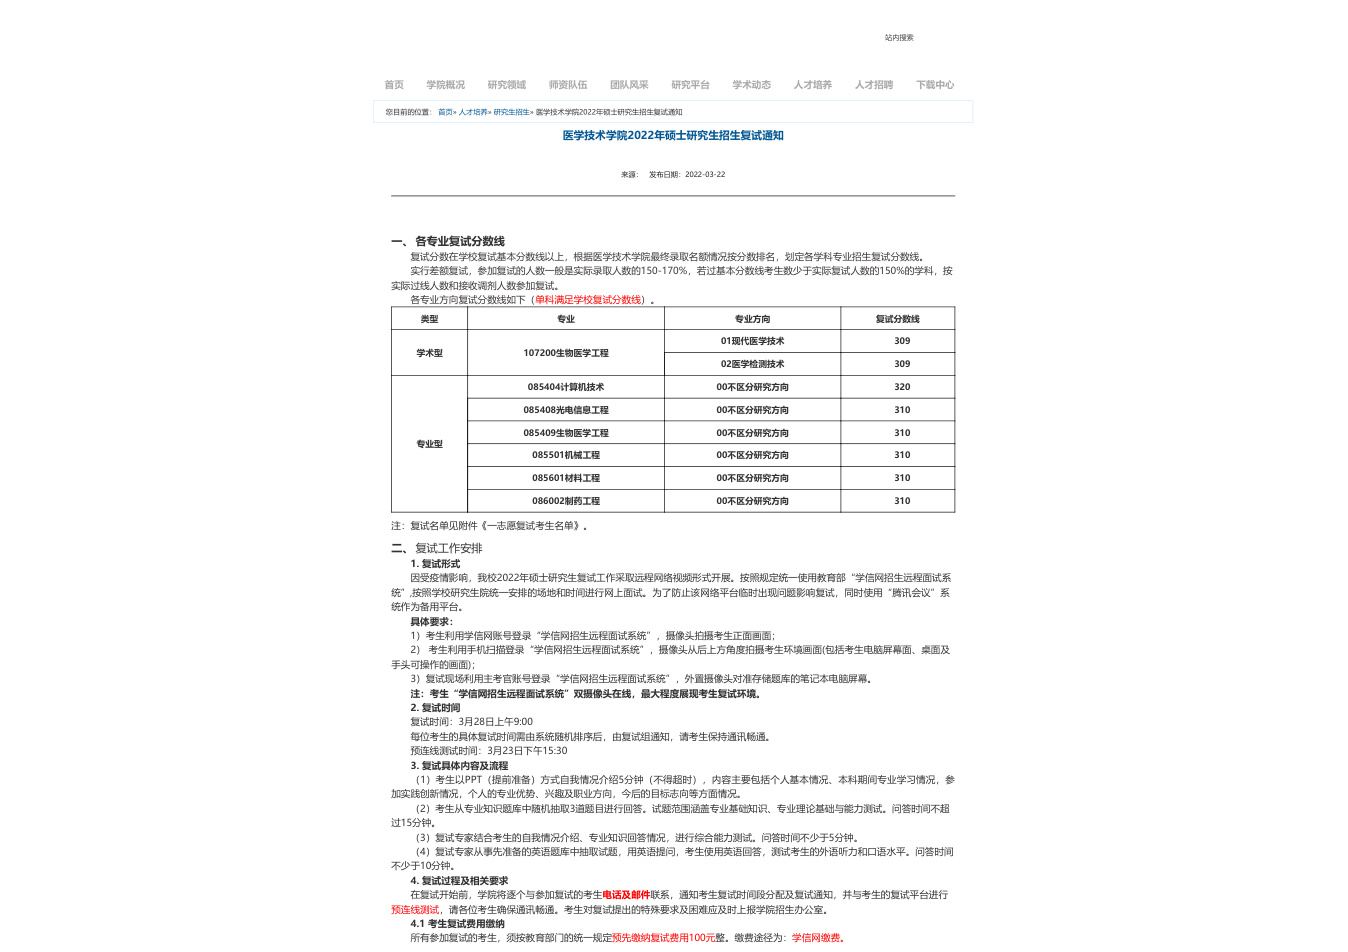 站内搜索
首页 学院概况 研究领域 师资队伍 团队风采 研究平台 学术动态 人才培养 人才招聘 下载中心
您目前的位置： 首页» 人才培养» 研究生招生» 医学技术学院2022年硕士研究生招生复试通知
医学技术学院2022年硕士研究生招生复试通知
来源： 发布日期：2022-03-22
一、 各专业复试分数线
复试分数在学校复试基本分数线以上，根据医学技术学院最终录取名额情况按分数排名，划定各学科专业招生复试分数线。
实行差额复试，参加复试的人数一般是实际录取人数的150-170%，若过基本分数线考生数少于实际复试人数的150%的学科，按
实际过线人数和接收调剂人数参加复试。
各专业方向复试分数线如下（单科满足学校复试分数线）。
类型 专业 专业方向 复试分数线
学术型 107200生物医学工程 01现代医学技术 309
02医学检测技术 309
专业型 085404计算机技术 00不区分研究方向 320
085408光电信息工程 00不区分研究方向 310
085409生物医学工程 00不区分研究方向 310
085501机械工程 00不区分研究方向 310
085601材料工程 00不区分研究方向 310
086002制药工程 00不区分研究方向 310
注：复试名单见附件《一志愿复试考生名单》。
二、 复试工作安排
1. 复试形式
因受疫情影响，我校2022年硕士研究生复试工作采取远程网络视频形式开展。按照规定统一使用教育部“学信网招生远程面试系
统”,按照学校研究生院统一安排的场地和时间进行网上面试。为了防止该网络平台临时出现问题影响复试，同时使用“腾讯会议”系
统作为备用平台。
具体要求：
1）考生利用学信网账号登录“学信网招生远程面试系统”，摄像头拍摄考生正面画面；
2） 考生利用手机扫描登录“学信网招生远程面试系统”，摄像头从后上方角度拍摄考生环境画面(包括考生电脑屏幕面、桌面及
手头可操作的画面)；
3）复试现场利用主考官账号登录“学信网招生远程面试系统”，外置摄像头对准存储题库的笔记本电脑屏幕。
注：考生“学信网招生远程面试系统”双摄像头在线，最大程度展现考生复试环境。
2. 复试时间
复试时间：3月28日上午9:00
每位考生的具体复试时间需由系统随机排序后，由复试组通知，请考生保持通讯畅通。
预连线测试时间：3月23日下午15:30
3. 复试具体内容及流程
（1）考生以PPT（提前准备）方式自我情况介绍5分钟（不得超时），内容主要包括个人基本情况、本科期间专业学习情况，参
加实践创新情况，个人的专业优势、兴趣及职业方向，今后的目标志向等方面情况。
（2）考生从专业知识题库中随机抽取3道题目进行回答。试题范围涵盖专业基础知识、专业理论基础与能力测试。问答时间不超
过15分钟。
（3）复试专家结合考生的自我情况介绍、专业知识回答情况，进行综合能力测试。问答时间不少于5分钟。
（4）复试专家从事先准备的英语题库中抽取试题，用英语提问，考生使用英语回答，测试考生的外语听力和口语水平。问答时间
不少于10分钟。
4. 复试过程及相关要求
在复试开始前，学院将逐个与参加复试的考生电话及邮件联系，通知考生复试时间段分配及复试通知，并与考生的复试平台进行
预连线测试，请各位考生确保通讯畅通。考生对复试提出的特殊要求及困难应及时上报学院招生办公室。
4.1 考生复试费用缴纳
所有参加复试的考生，须按教育部门的统一规定预先缴纳复试费用100元整。缴费途径为：学信网缴费。